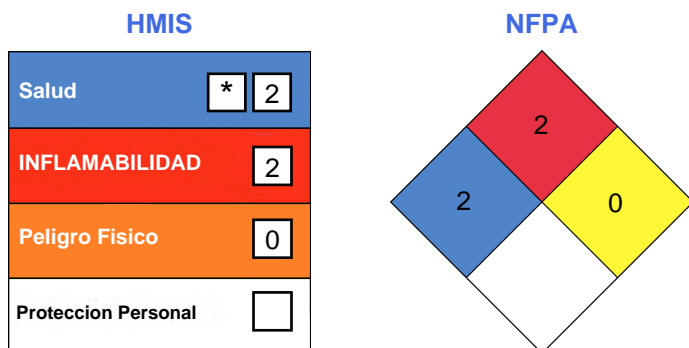 HMIS
Salud * 2
INFLAMABILIDAD 2
Peligro Fisico 0
Proteccion Personal
NFPA
2
2 0